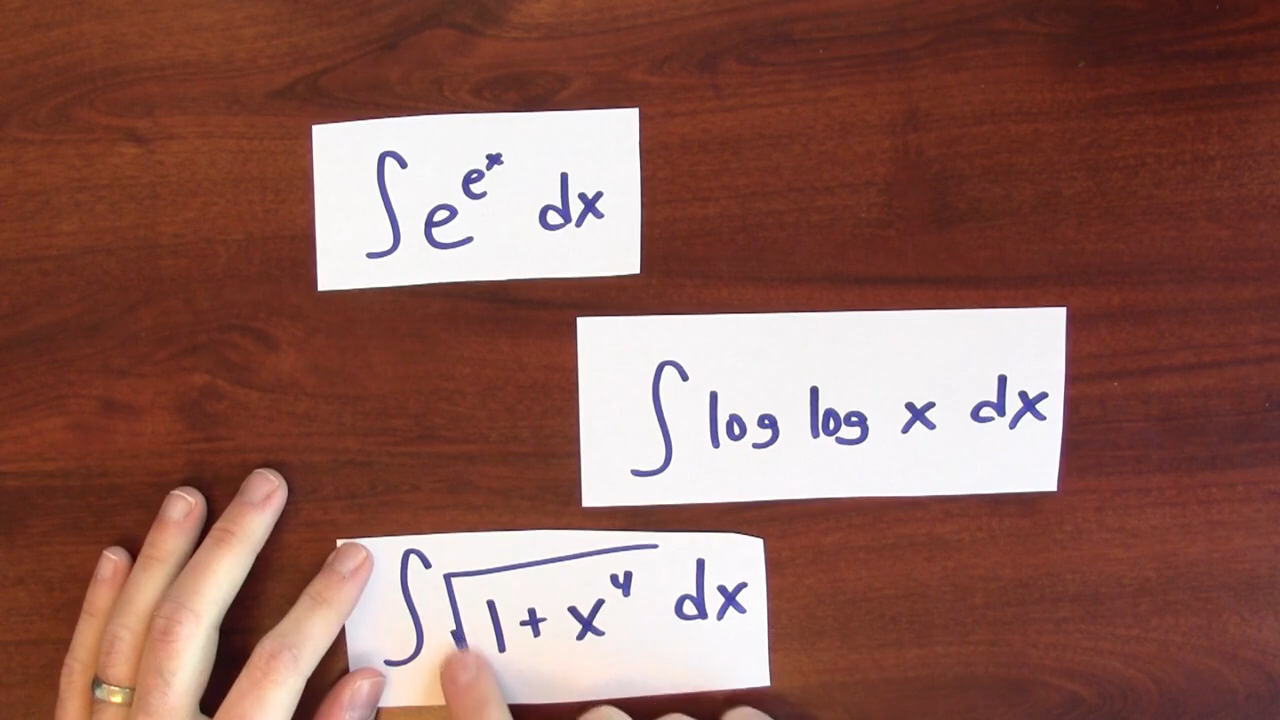 ∫ e^{e^x} dx
∫ log log x dx
∫ √(1 + x⁴) dx